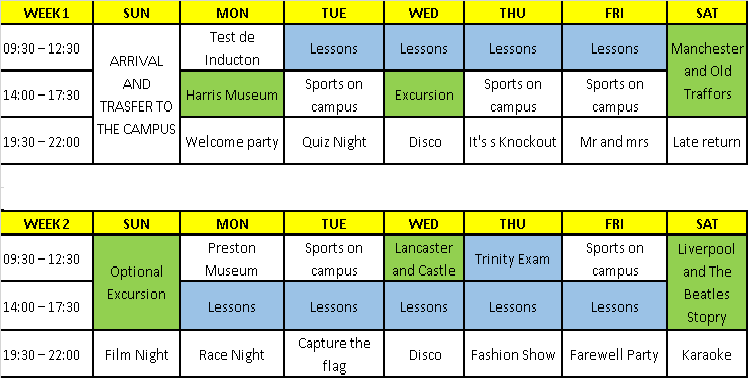 WEEK 1 SUN MON TUE WED THU FRI SAT
09:30 – 12:30 ARRIVAL AND TRASFER TO THE CAMPUS Test de Inducton Lessons Lessons Lessons Lessons Manchester and Old Traffors
14:00 – 17:30 Harris Museum Sports on campus Excursion Sports on campus Sports on campus
19:30 – 22:00 Welcome party Quiz Night Disco It's s Knockout Mr and mrs Late return
WEEK 2 SUN MON TUE WED THU FRI SAT
09:30 – 12:30 Optional Excursion Preston Museum Sports on campus Lancaster and Castle Trinity Exam Sports on campus Liverpool and The Beatles Stopry
14:00 – 17:30 Lessons Lessons Lessons Lessons Lessons
19:30 – 22:00 Film Night Race Night Capture the flag Disco Fashion Show Farewell Party Karaoke